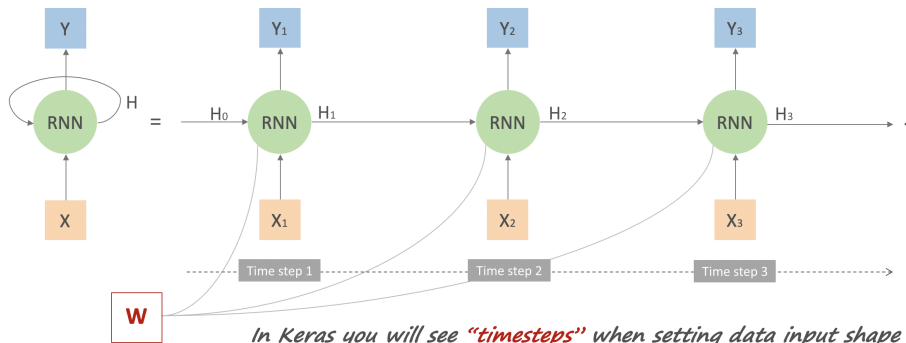 Y Y₁ Y₂ Y₃
H
RNN = H₀ RNN H₁ RNN H₂ RNN H₃
X X₁ X₂ X₃
Time step 1 Time step 2 Time step 3
W
In Keras you will see "timesteps" when setting data input shape